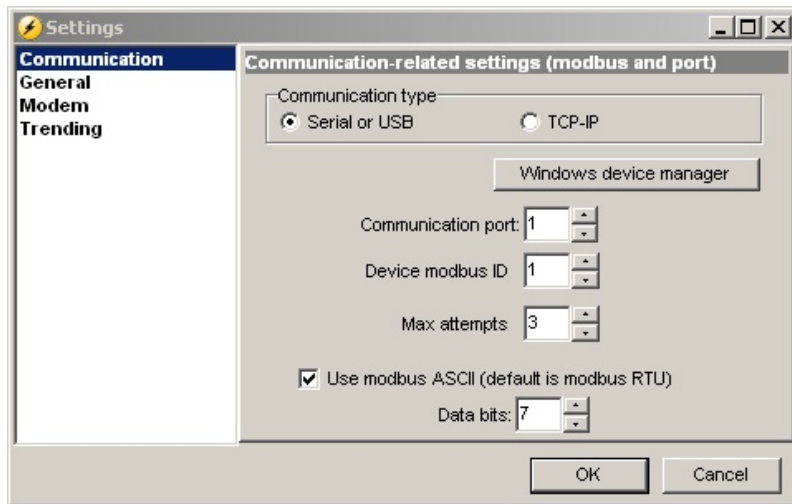 Settings
Communication
General
Modem
Trending
Communication-related settings (modbus and port)
Communication type
Serial or USB TCP-IP
Windows device manager
Communication port: 1
Device modbus ID 1
Max attempts 3
Use modbus ASCII (default is modbus RTU)
Data bits: 7
OK Cancel